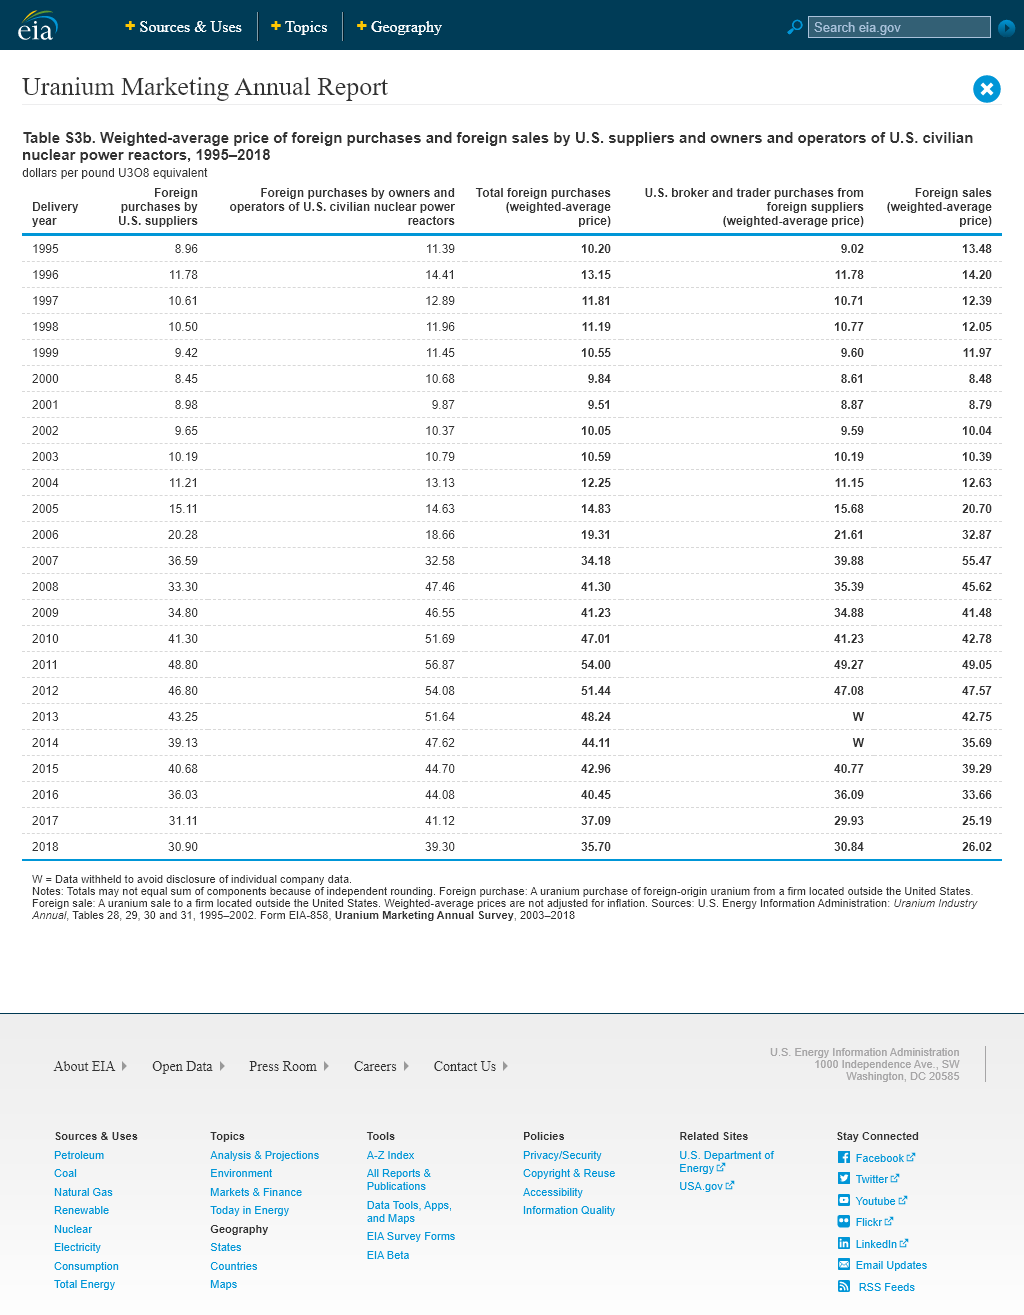 eia
Sources & Uses
Topics
Geography
Search eia.gov
Uranium Marketing Annual Report
Table S3b. Weighted-average price of foreign purchases and foreign sales by U.S. suppliers and owners and operators of U.S. civilian
nuclear power reactors, 1995–2018
dollars per pound U3O8 equivalent
Delivery year Foreign purchases by U.S. suppliers Foreign purchases by owners and operators of U.S. civilian nuclear power reactors Total foreign purchases (weighted-average price) U.S. broker and trader purchases from foreign suppliers (weighted-average price) Foreign sales (weighted-average price)
1995 8.96 11.39 10.20 9.02 13.48
1996 11.78 14.41 13.15 11.78 14.20
1997 10.61 12.89 11.81 10.71 12.39
1998 10.50 11.96 11.19 10.77 12.05
1999 9.42 11.45 10.55 9.60 11.97
2000 8.45 10.68 9.84 8.61 8.48
2001 8.98 9.87 9.51 8.87 8.79
2002 9.65 10.37 10.05 9.59 10.04
2003 10.19 10.79 10.59 10.19 10.39
2004 11.21 13.13 12.25 11.15 12.63
2005 15.11 14.63 14.83 15.68 20.70
2006 20.28 18.66 19.31 21.61 32.87
2007 36.59 32.58 34.18 39.88 55.47
2008 33.30 47.46 41.30 35.39 45.62
2009 34.80 46.55 41.23 34.88 41.48
2010 41.30 51.69 47.01 41.23 42.78
2011 48.80 56.87 54.00 49.27 49.05
2012 46.80 54.08 51.44 47.08 47.57
2013 43.25 51.64 48.24 W 42.75
2014 39.13 47.62 44.11 W 35.69
2015 40.68 44.70 42.96 40.77 39.29
2016 36.03 44.08 40.45 36.09 33.66
2017 31.11 41.12 37.09 29.93 25.19
2018 30.90 39.30 35.70 30.84 26.02
W = Data withheld to avoid disclosure of individual company data.
Notes: Totals may not equal sum of components because of independent rounding. Foreign purchase: A uranium purchase of foreign-origin uranium from a firm located outside the United States.
Foreign sale: A uranium sale to a firm located outside the United States. Weighted-average prices are not adjusted for inflation. Sources: U.S. Energy Information Administration: Uranium Industry
Annual, Tables 28, 29, 30 and 31, 1995–2002. Form EIA-858, Uranium Marketing Annual Survey, 2003–2018
About EIA
Open Data
Press Room
Careers
Contact Us
U.S. Energy Information Administration
1000 Independence Ave., SW
Washington, DC 20585
Sources & Uses
Petroleum
Coal
Natural Gas
Renewable
Nuclear
Electricity
Consumption
Total Energy
Topics
Analysis & Projections
Environment
Markets & Finance
Today in Energy
Geography
States
Countries
Maps
Tools
A-Z Index
All Reports &
Publications
Data Tools, Apps,
and Maps
EIA Survey Forms
EIA Beta
Policies
Privacy/Security
Copyright & Reuse
Accessibility
Information Quality
Related Sites
U.S. Department of
Energy
USA.gov
Stay Connected
Facebook
Twitter
Youtube
Flickr
LinkedIn
Email Updates
RSS Feeds